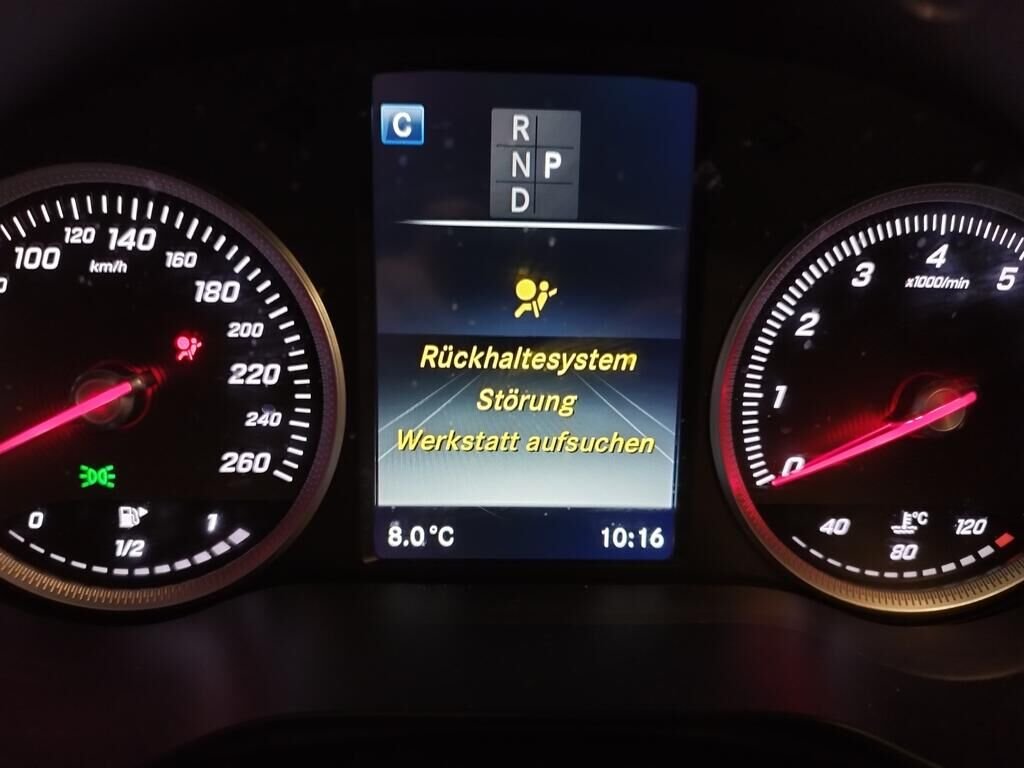 C
R
N P
D
100 120 140 160 180 200 220 240 260
km/h
0 1/2 1
Rückhaltesystem
Störung
Werkstatt aufsuchen
8.0 °C 10:16
0 1 2 3 4 5
x1000/min
40 80 120
°C